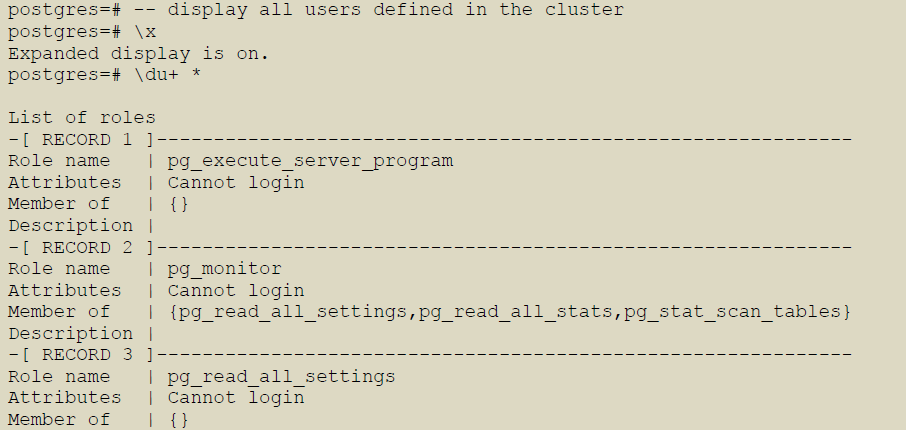 postgres=# -- display all users defined in the cluster
postgres=# \x
Expanded display is on.
postgres=# \du+ *
List of roles
-[ RECORD 1 ]-------------------------------------------------------------
Role name   | pg_execute_server_program
Attributes  | Cannot login
Member of   | {}
Description |
-[ RECORD 2 ]-------------------------------------------------------------
Role name   | pg_monitor
Attributes  | Cannot login
Member of   | {pg_read_all_settings,pg_read_all_stats,pg_stat_scan_tables}
Description |
-[ RECORD 3 ]-------------------------------------------------------------
Role name   | pg_read_all_settings
Attributes  | Cannot login
Member of   | {}